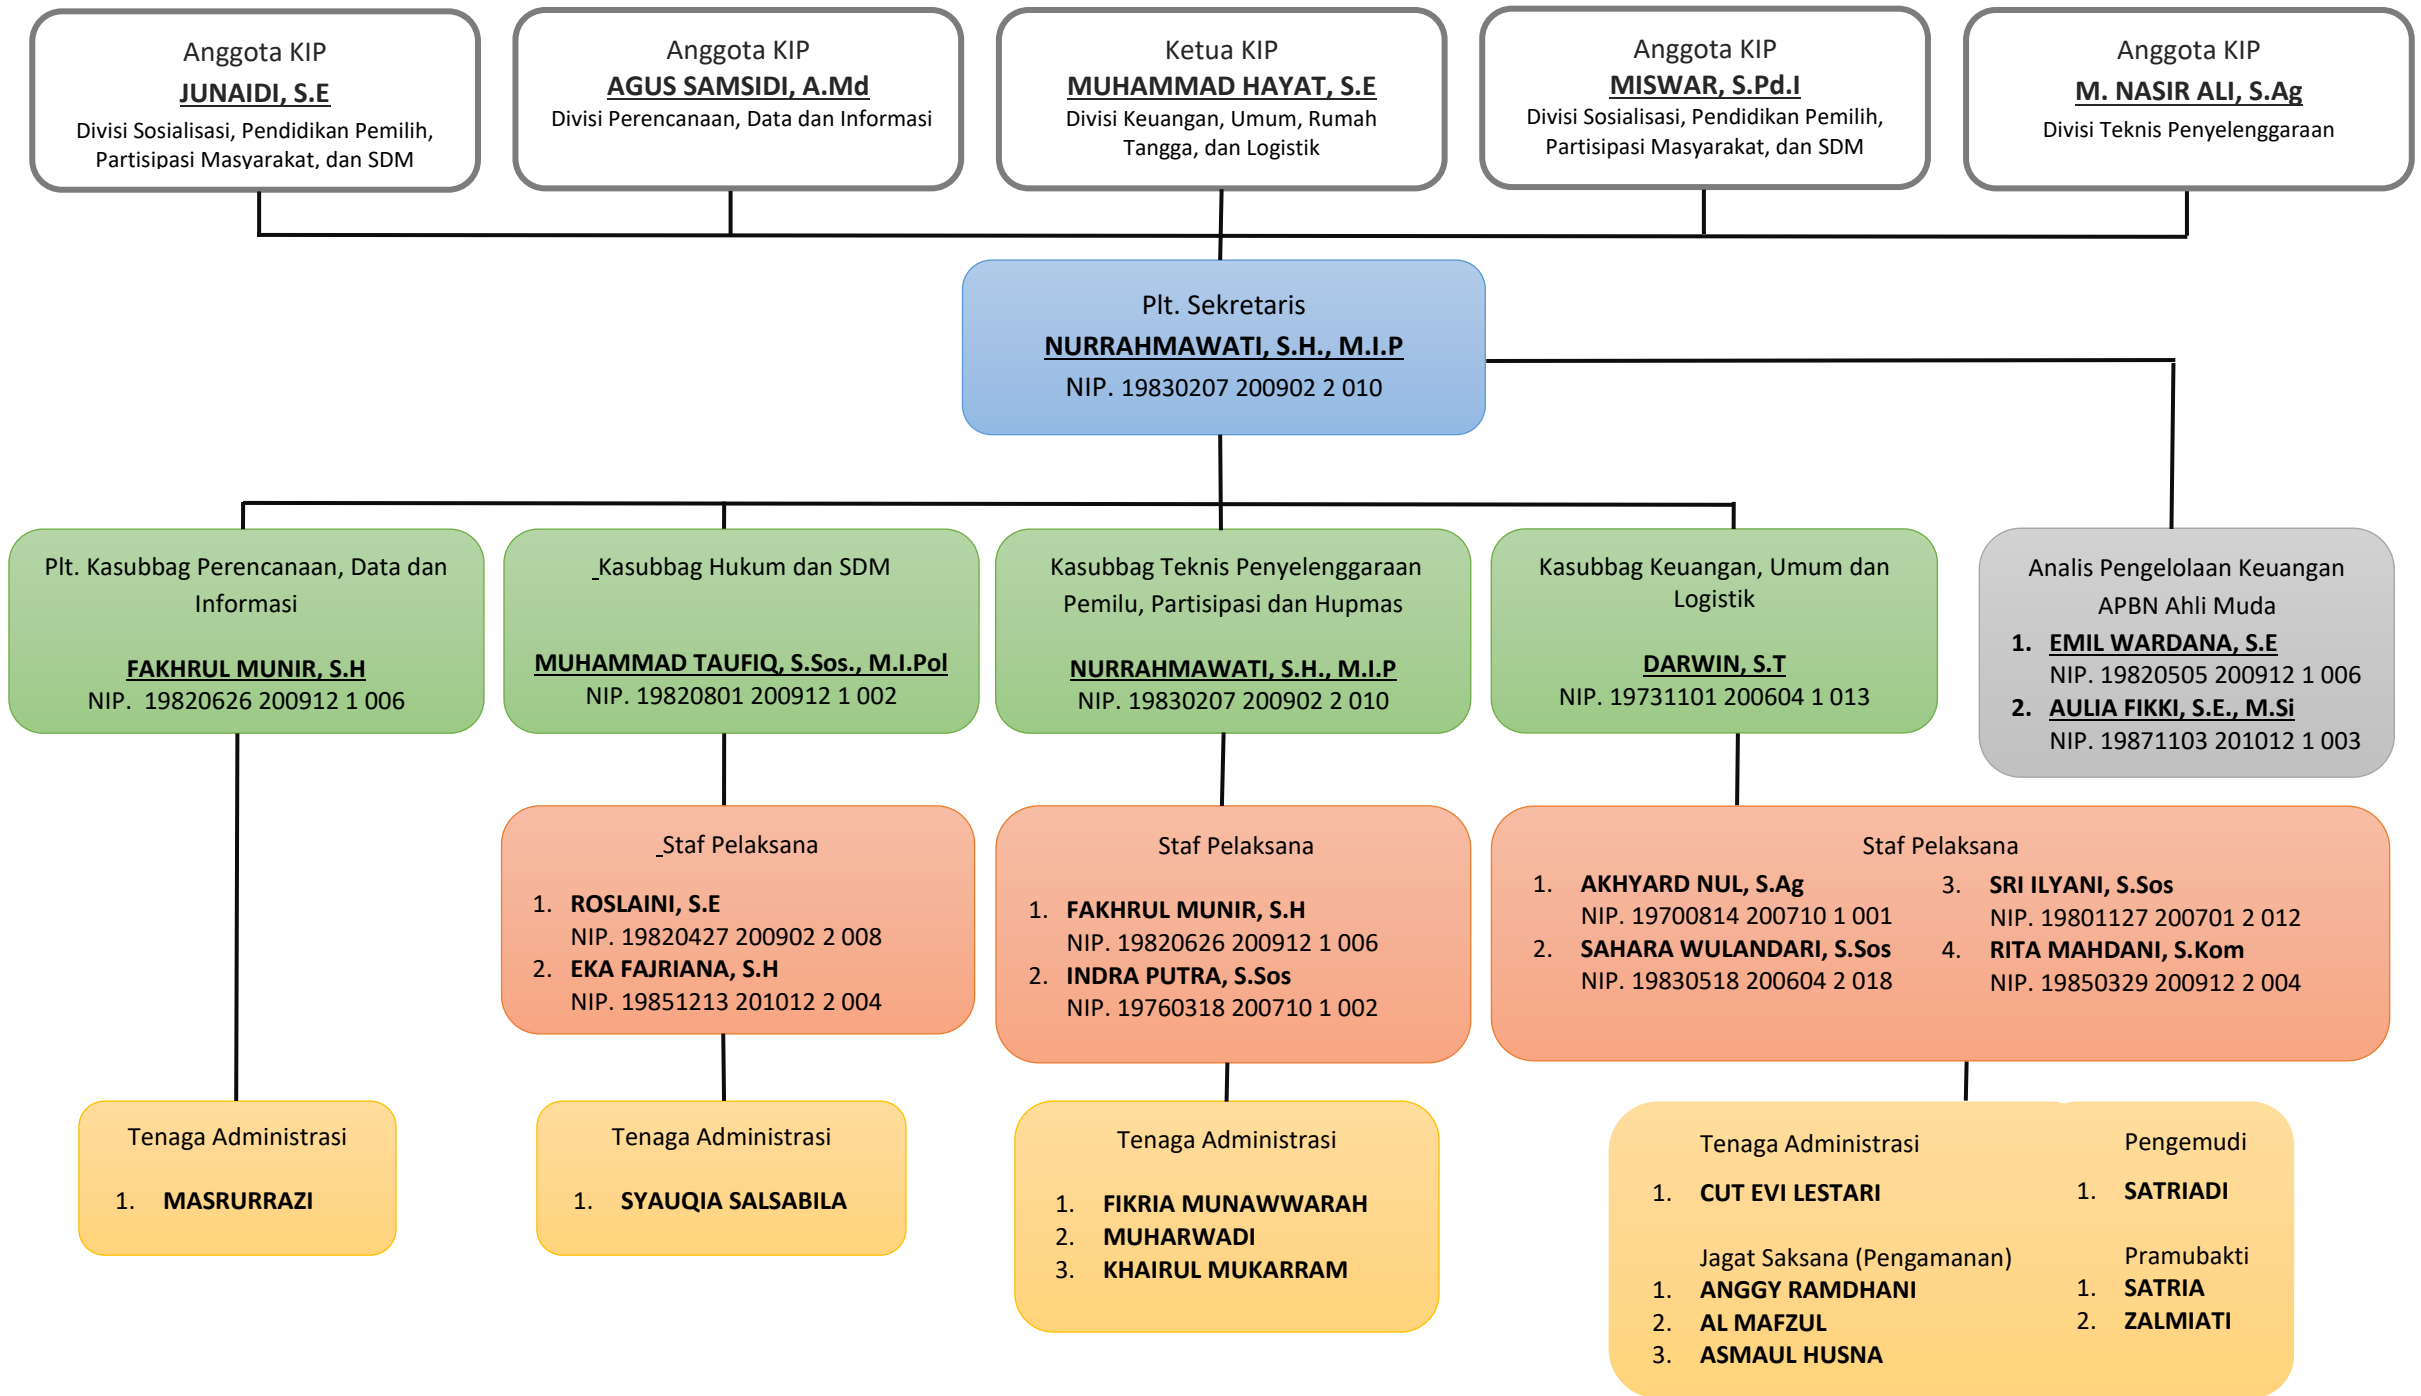 Anggota KIP
JUNAIDI, S.E
Divisi Sosialisasi, Pendidikan Pemilih,
Partisipasi Masyarakat, dan SDM
Anggota KIP
AGUS SAMSIDI, A.Md
Divisi Perencanaan, Data dan Informasi
Ketua KIP
MUHAMMAD HAYAT, S.E
Divisi Keuangan, Umum, Rumah
Tangga, dan Logistik
Anggota KIP
MISWAR, S.Pd.I
Divisi Sosialisasi, Pendidikan Pemilih,
Partisipasi Masyarakat, dan SDM
Anggota KIP
M. NASIR ALI, S.Ag
Divisi Teknis Penyelenggaraan
Plt. Sekretaris
NURRAHMAWATI, S.H., M.I.P
NIP. 19830207 200902 2 010
Plt. Kasubbag Perencanaan, Data dan
Informasi
FAKHRUL MUNIR, S.H
NIP. 19820626 200912 1 006
Kasubbag Hukum dan SDM
MUHAMMAD TAUFIQ, S.Sos., M.I.Pol
NIP. 19820801 200912 1 002
Kasubbag Teknis Penyelenggaraan
Pemilu, Partisipasi dan Hupmas
NURRAHMAWATI, S.H., M.I.P
NIP. 19830207 200902 2 010
Kasubbag Keuangan, Umum dan
Logistik
DARWIN, S.T
NIP. 19731101 200604 1 013
Analis Pengelolaan Keuangan
APBN Ahli Muda
1. EMIL WARDANA, S.E
NIP. 19820505 200912 1 006
2. AULIA FIKKI, S.E., M.Si
NIP. 19871103 201012 1 003
Staf Pelaksana
1. ROSLAINI, S.E
NIP. 19820427 200902 2 008
2. EKA FAJRIANA, S.H
NIP. 19851213 201012 2 004
Staf Pelaksana
1. FAKHRUL MUNIR, S.H
NIP. 19820626 200912 1 006
2. INDRA PUTRA, S.Sos
NIP. 19760318 200710 1 002
Staf Pelaksana
1. AKHYARD NUL, S.Ag
NIP. 19700814 200710 1 001
2. SAHARA WULANDARI, S.Sos
NIP. 19830518 200604 2 018
3. SRI ILYANI, S.Sos
NIP. 19801127 200701 2 012
4. RITA MAHDANI, S.Kom
NIP. 19850329 200912 2 004
Tenaga Administrasi
1. MASRURRAZI
Tenaga Administrasi
1. SYAUQIA SALSABILA
Tenaga Administrasi
1. FIKRIA MUNAWWARAH
2. MUHARWADI
3. KHAIRUL MUKARRAM
Tenaga Administrasi
1. CUT EVI LESTARI
Jagat Saksana (Pengamanan)
1. ANGGY RAMDHANI
2. AL MAFZUL
3. ASMAUL HUSNA
Pengemudi
1. SATRIADI
Pramubakti
1. SATRIA
2. ZALMIATI